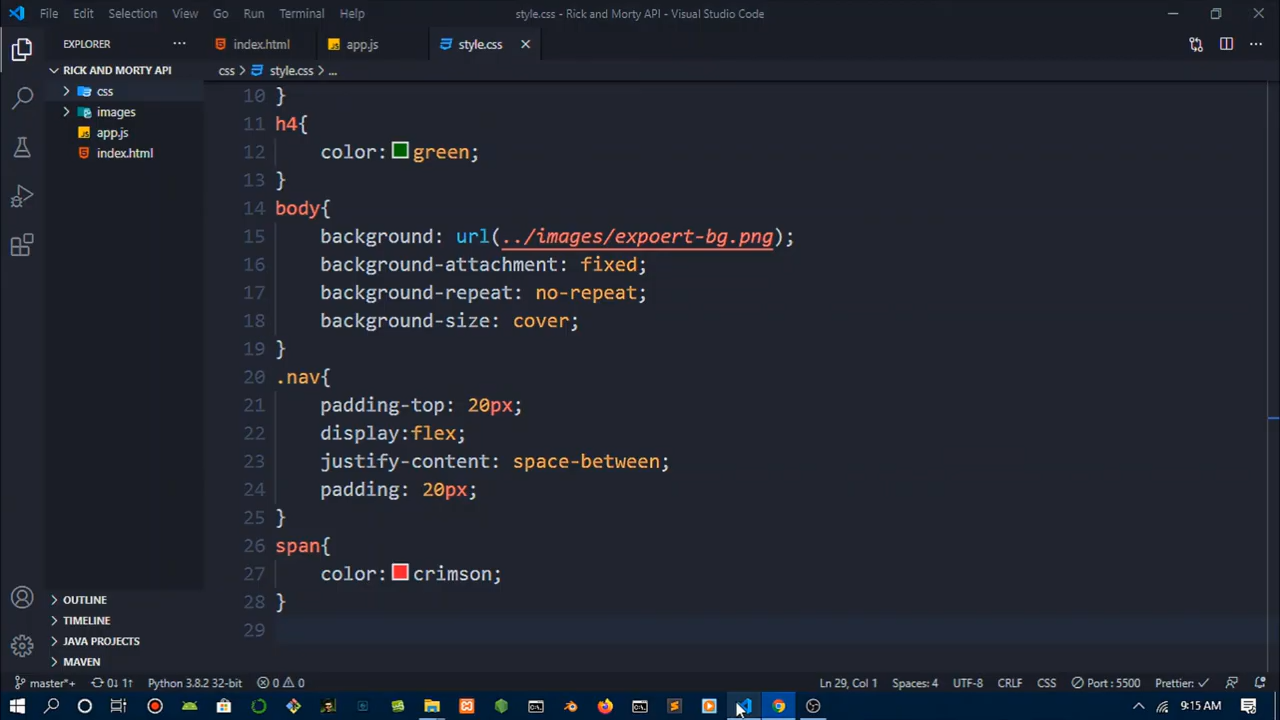 File Edit Selection View Go Run Terminal Help style.css - Rick and Morty API - Visual Studio Code
EXPLORER
index.html app.js style.css
RICK AND MORTY API
css > style.css > ...
css
images
app.js
index.html
10 }
11 h4{
12 color: green;
13 }
14 body{
15 background: url(../images/expoert-bg.png);
16 background-attachment: fixed;
17 background-repeat: no-repeat;
18 background-size: cover;
19 }
20 .nav{
21 padding-top: 20px;
22 display:flex;
23 justify-content: space-between;
24 padding: 20px;
25 }
26 span{
27 color: crimson;
28 }
29
OUTLINE
TIMELINE
JAVA PROJECTS
MAVEN
master*+ 0↓ 1↑ Python 3.8.2 32-bit 0 0 Ln 29, Col 1 Spaces: 4 UTF-8 CRLF CSS Port : 5500 Prettier: ✓
9:15 AM